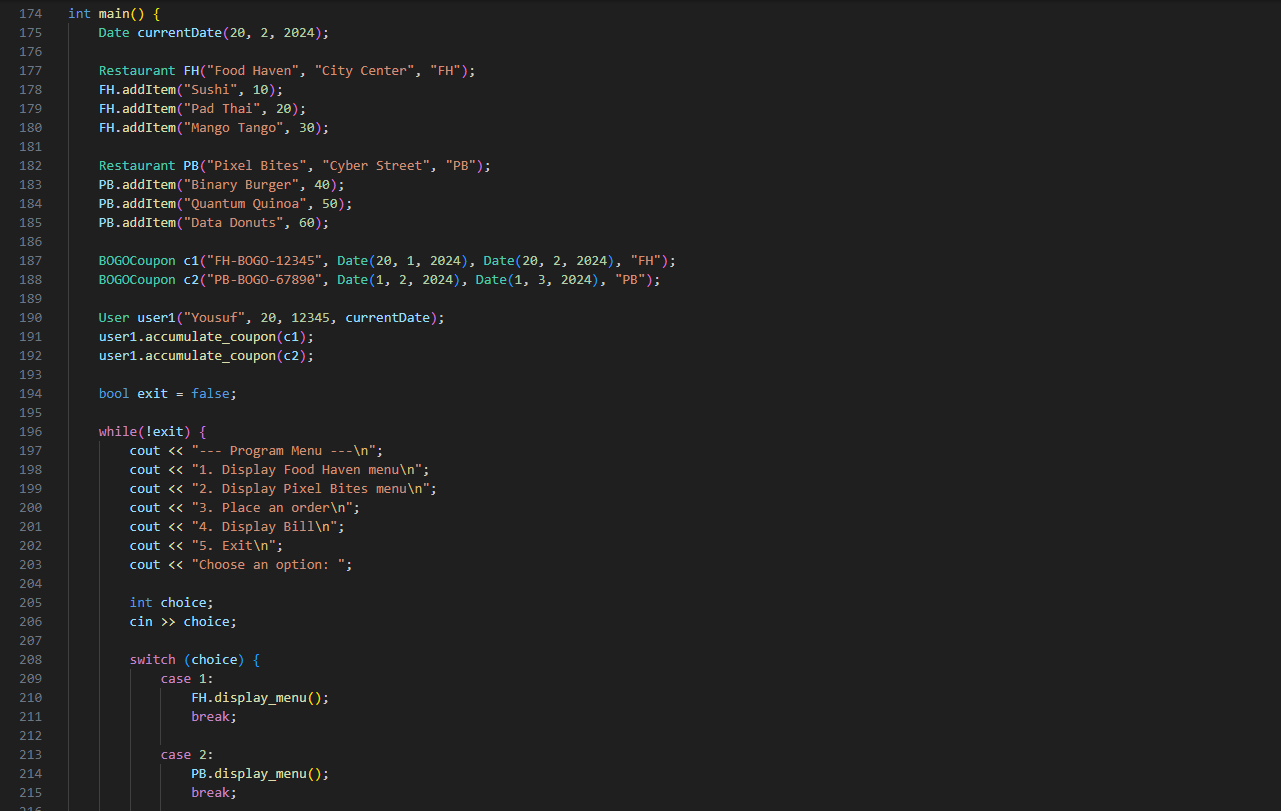 174 int main() {
175 Date currentDate(20, 2, 2024);
176
177 Restaurant FH("Food Haven", "City Center", "FH");
178 FH.addItem("Sushi", 10);
179 FH.addItem("Pad Thai", 20);
180 FH.addItem("Mango Tango", 30);
181
182 Restaurant PB("Pixel Bites", "Cyber Street", "PB");
183 PB.addItem("Binary Burger", 40);
184 PB.addItem("Quantum Quinoa", 50);
185 PB.addItem("Data Donuts", 60);
186
187 BOGOCoupon c1("FH-BOGO-12345", Date(20, 1, 2024), Date(20, 2, 2024), "FH");
188 BOGOCoupon c2("PB-BOGO-67890", Date(1, 2, 2024), Date(1, 3, 2024), "PB");
189
190 User user1("Yousuf", 20, 12345, currentDate);
191 user1.accumulate_coupon(c1);
192 user1.accumulate_coupon(c2);
193
194 bool exit = false;
195
196 while(!exit) {
197 cout << "--- Program Menu ---\n";
198 cout << "1. Display Food Haven menu\n";
199 cout << "2. Display Pixel Bites menu\n";
200 cout << "3. Place an order\n";
201 cout << "4. Display Bill\n";
202 cout << "5. Exit\n";
203 cout << "Choose an option: ";
204
205 int choice;
206 cin >> choice;
207
208 switch (choice) {
209 case 1:
210 FH.display_menu();
211 break;
212
213 case 2:
214 PB.display_menu();
215 break;